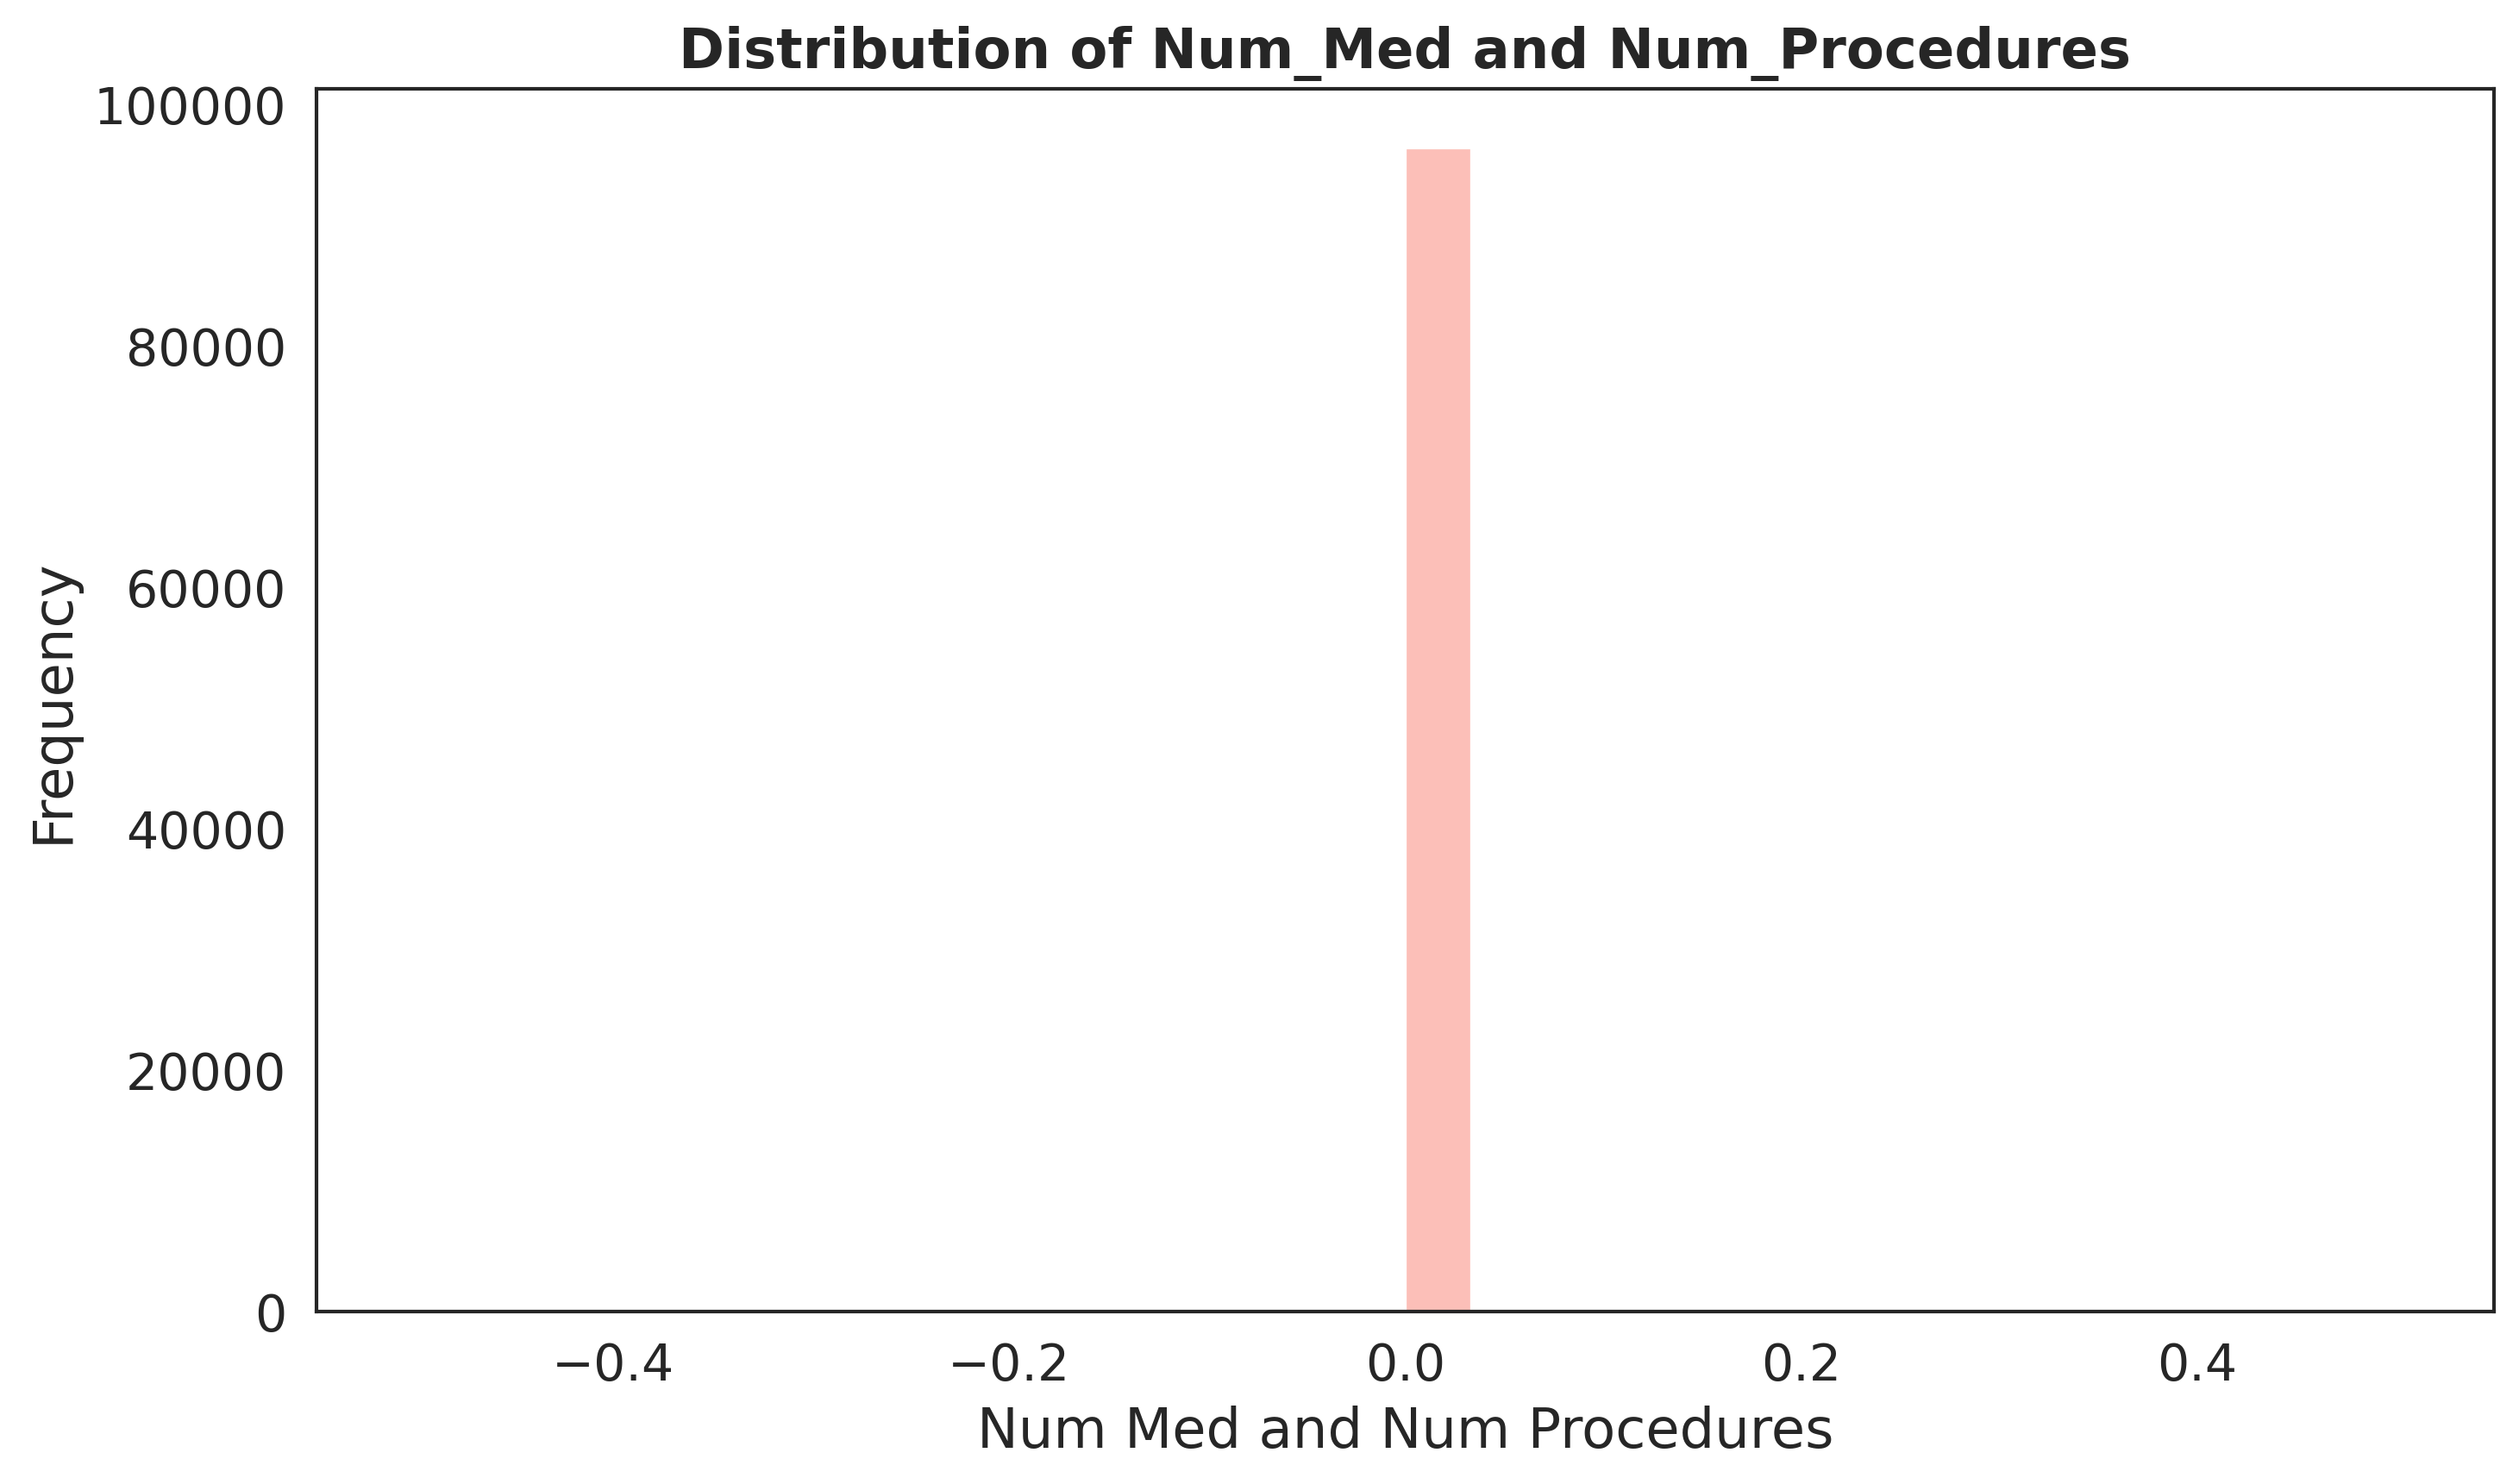 Distribution of Num_Med and Num_Procedures
100000
80000
60000
40000
20000
0
Frequency
−0.4 −0.2 0.0 0.2 0.4
Num Med and Num Procedures